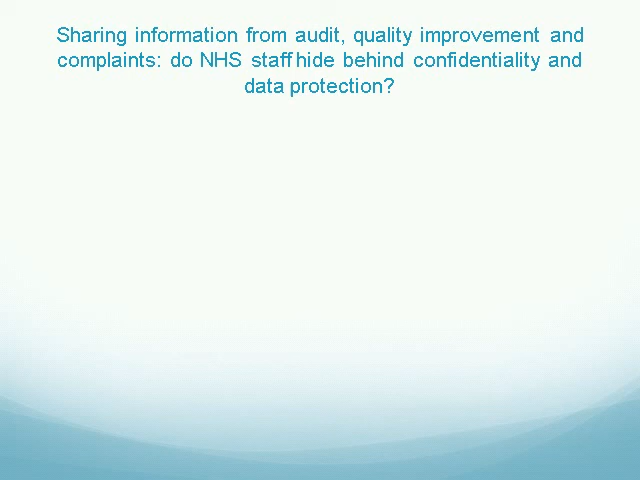 Sharing information from audit, quality improvement and
complaints: do NHS staff hide behind confidentiality and
data protection?